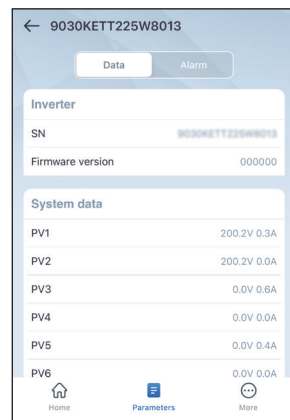 ← 9030KETT225W8013
Data Alarm
Inverter
SN 9030KETT225W8013
Firmware version 000000
System data
PV1 200.2V 0.3A
PV2 200.2V 0.0A
PV3 0.0V 0.6A
PV4 0.0V 0.0A
PV5 0.0V 0.4A
PV6 0.0V 0.0A
Home Parameters More